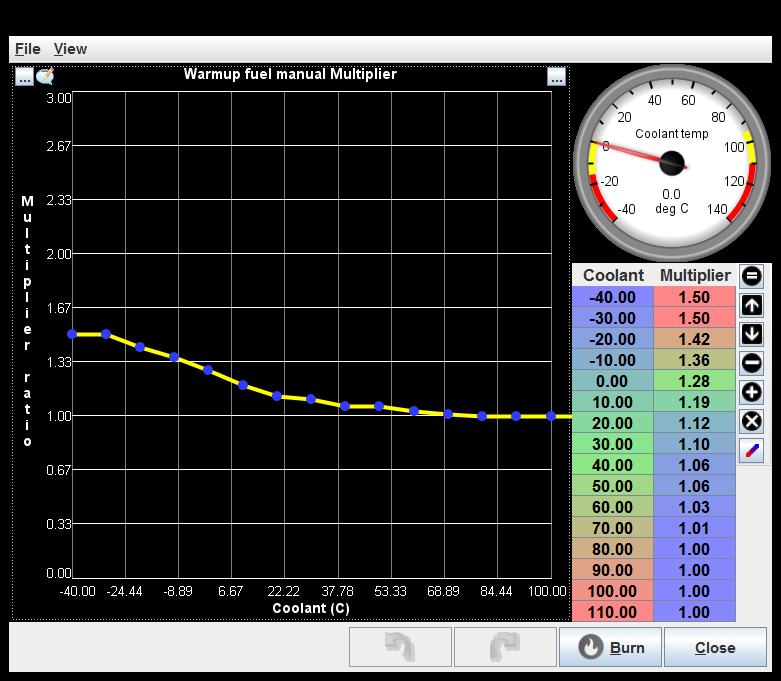 File View
...
...
Warmup fuel manual Multiplier
Multiplier ratio
3.00
2.67
2.33
2.00
1.67
1.33
1.00
0.67
0.33
0.00
-40.00 -24.44 -8.89 6.67 22.22 37.78 53.33 68.89 84.44 100.00
Coolant (C)
-40 -20 0 20 40 60 80 100 120 140
Coolant temp
0.0
deg C
Coolant Multiplier
-40.00 1.50
-30.00 1.50
-20.00 1.42
-10.00 1.36
0.00 1.28
10.00 1.19
20.00 1.12
30.00 1.10
40.00 1.06
50.00 1.06
60.00 1.03
70.00 1.01
80.00 1.00
90.00 1.00
100.00 1.00
110.00 1.00
Burn
Close